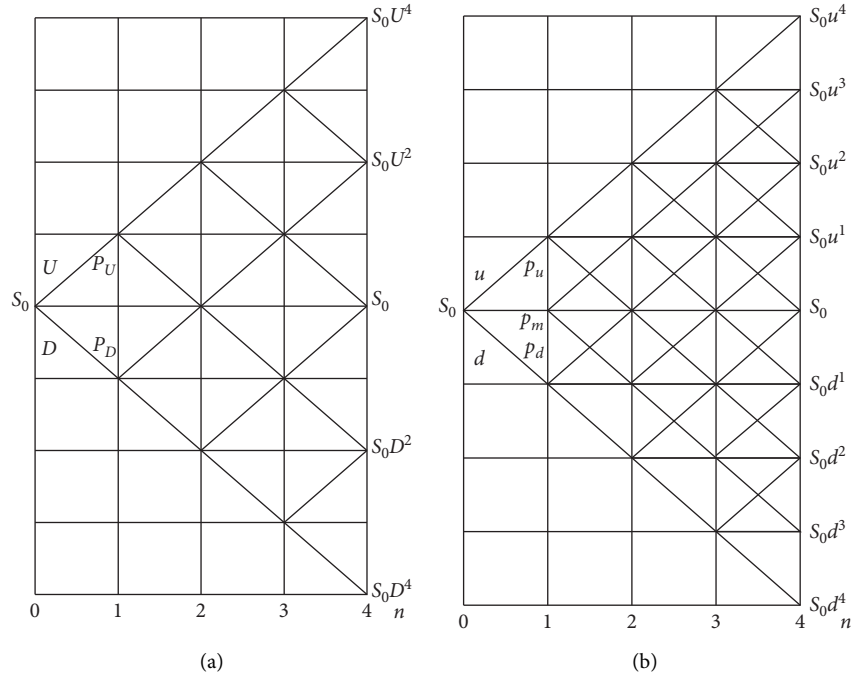 S₀U⁴
S₀U²
U
P_U
S₀
S₀
D
P_D
S₀D²
S₀D⁴
0 1 2 3 4 n
(a)
S₀u⁴
S₀u³
S₀u²
S₀u¹
u
p_u
S₀
S₀
p_m
p_d
d
S₀d¹
S₀d²
S₀d³
S₀d⁴
0 1 2 3 4 n
(b)